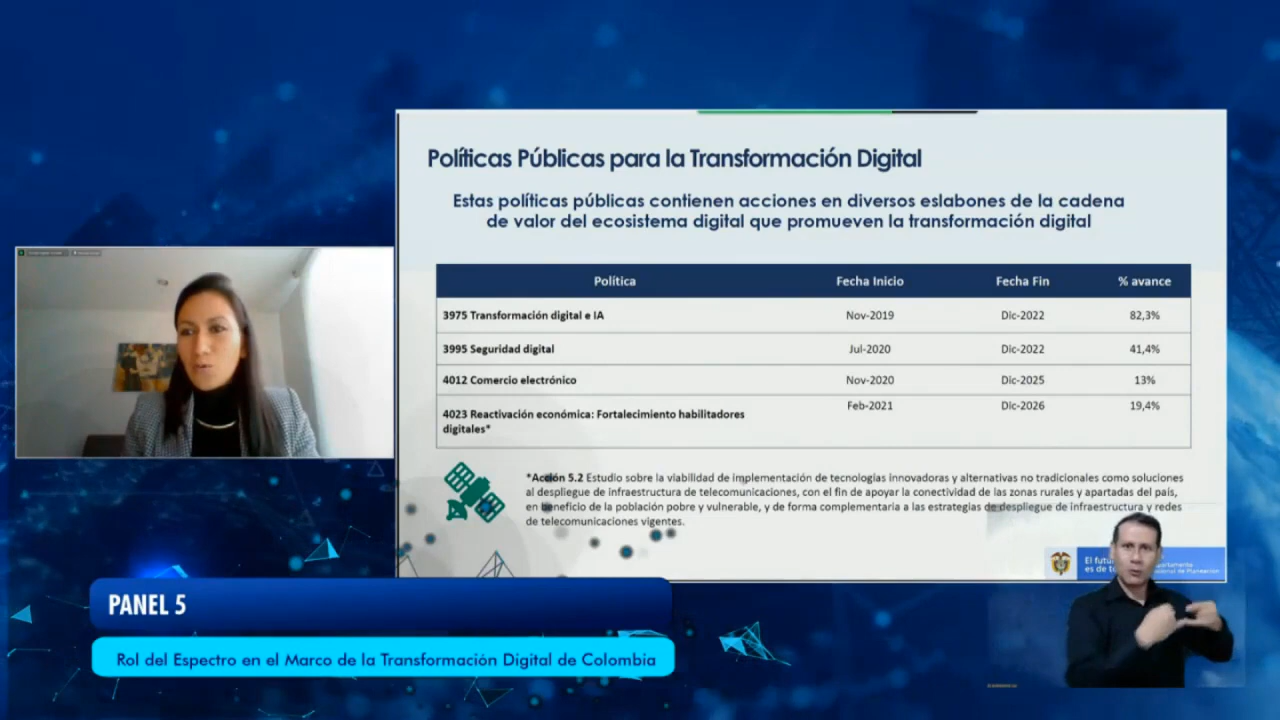 Políticas Públicas para la Transformación Digital
Estas políticas públicas contienen acciones en diversos eslabones de la cadena
de valor del ecosistema digital que promueven la transformación digital
Política Fecha Inicio Fecha Fin % avance
3975 Transformación digital e IA Nov-2019 Dic-2022 82,3%
3995 Seguridad digital Jul-2020 Dic-2022 41,4%
4012 Comercio electrónico Nov-2020 Dic-2025 13%
4023 Reactivación económica: Fortalecimiento habilitadores Feb-2021 Dic-2026 19,4%
digitales*
*Acción 5.2 Estudio sobre la viabilidad de implementación de tecnologías innovadoras y alternativas no tradicionales como soluciones
al despliegue de infraestructura de telecomunicaciones, con el fin de apoyar la conectividad de las zonas rurales y apartadas del país,
en beneficio de la población pobre y vulnerable, y de forma complementaria a las estrategias de despliegue de infraestructura y redes
de telecomunicaciones vigentes.
El
es de
de Planeación
PANEL 5
Rol del Espectro en el Marco de la Transformación Digital de Colombia